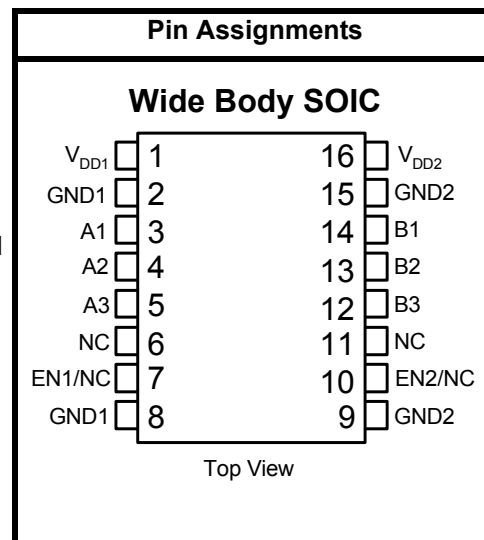 Pin Assignments
Wide Body SOIC
VDD1 1 16 VDD2
GND1 2 15 GND2
A1 3 14 B1
A2 4 13 B2
A3 5 12 B3
NC 6 11 NC
EN1/NC 7 10 EN2/NC
GND1 8 9 GND2
Top View